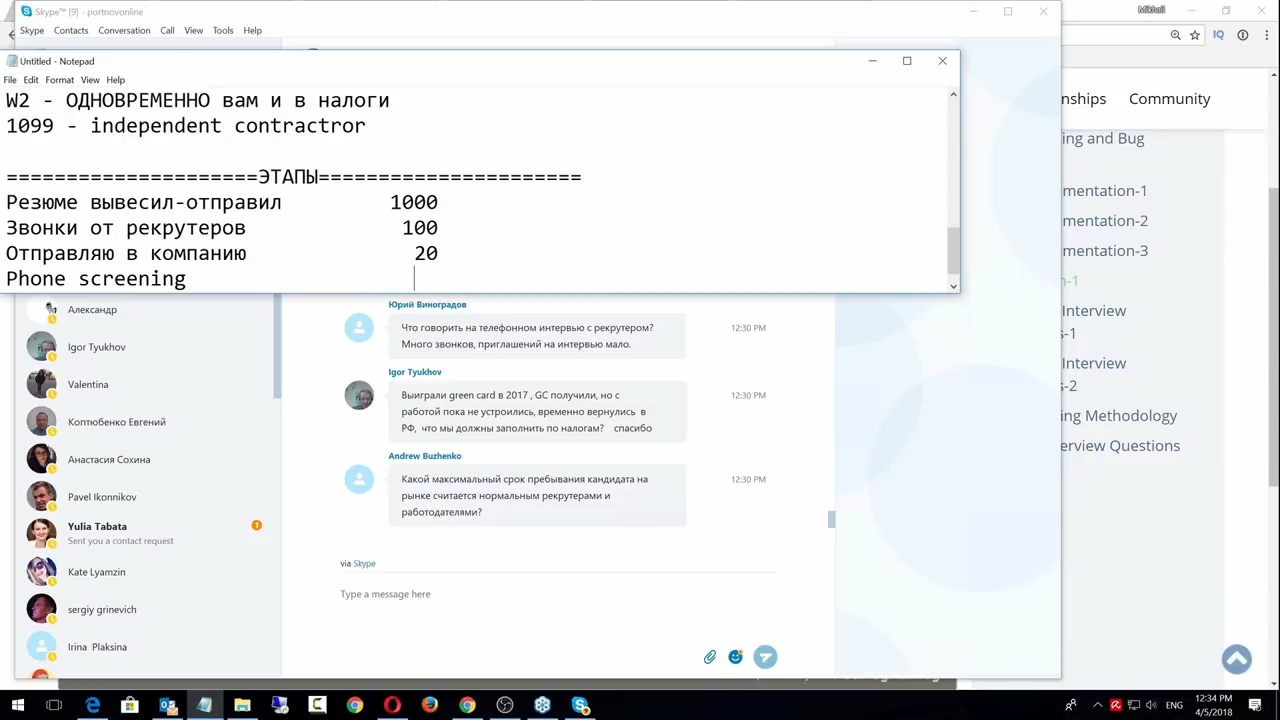 Skype™ [9] - portnovonline
Mikhail
Skype Contacts Conversation Call View Tools Help
Untitled - Notepad
File Edit Format View Help
W2 - ОДНОВРЕМЕННО вам и в налоги
1099 - independent contractror
=====================ЭТАПЫ======================
Резюме вывесил-отправил 1000
Звонки от рекрутеров 100
Отправляю в компанию 20
Phone screening
IQ
nships Community
ing and Bug
mentation-1
mentation-2
mentation-3
n-1
Interview
s-1
Interview
s-2
ing Methodology
erview Questions
Александр
Igor Tyukhov
Valentina
Коптюбенко Евгений
Анастасия Сохина
Pavel Ikonnikov
Yulia Tabata 1
Sent you a contact request
Kate Lyamzin
sergiy grinevich
Irina Plaksina
Юрий Виноградов
Что говорить на телефонном интервью с рекрутером? 12:30 PM
Много звонков, приглашений на интервью мало.
Igor Tyukhov
Выиграли green card в 2017 , GC получили, но с 12:30 PM
работой пока не устроились, временно вернулись в
РФ, что мы должны заполнить по налогам? спасибо
Andrew Buzhenko
Какой максимальный срок пребывания кандидата на 12:30 PM
рынке считается нормальным рекрутерами и
работодателями?
via Skype
Type a message here
ENG
12:34 PM
4/5/2018